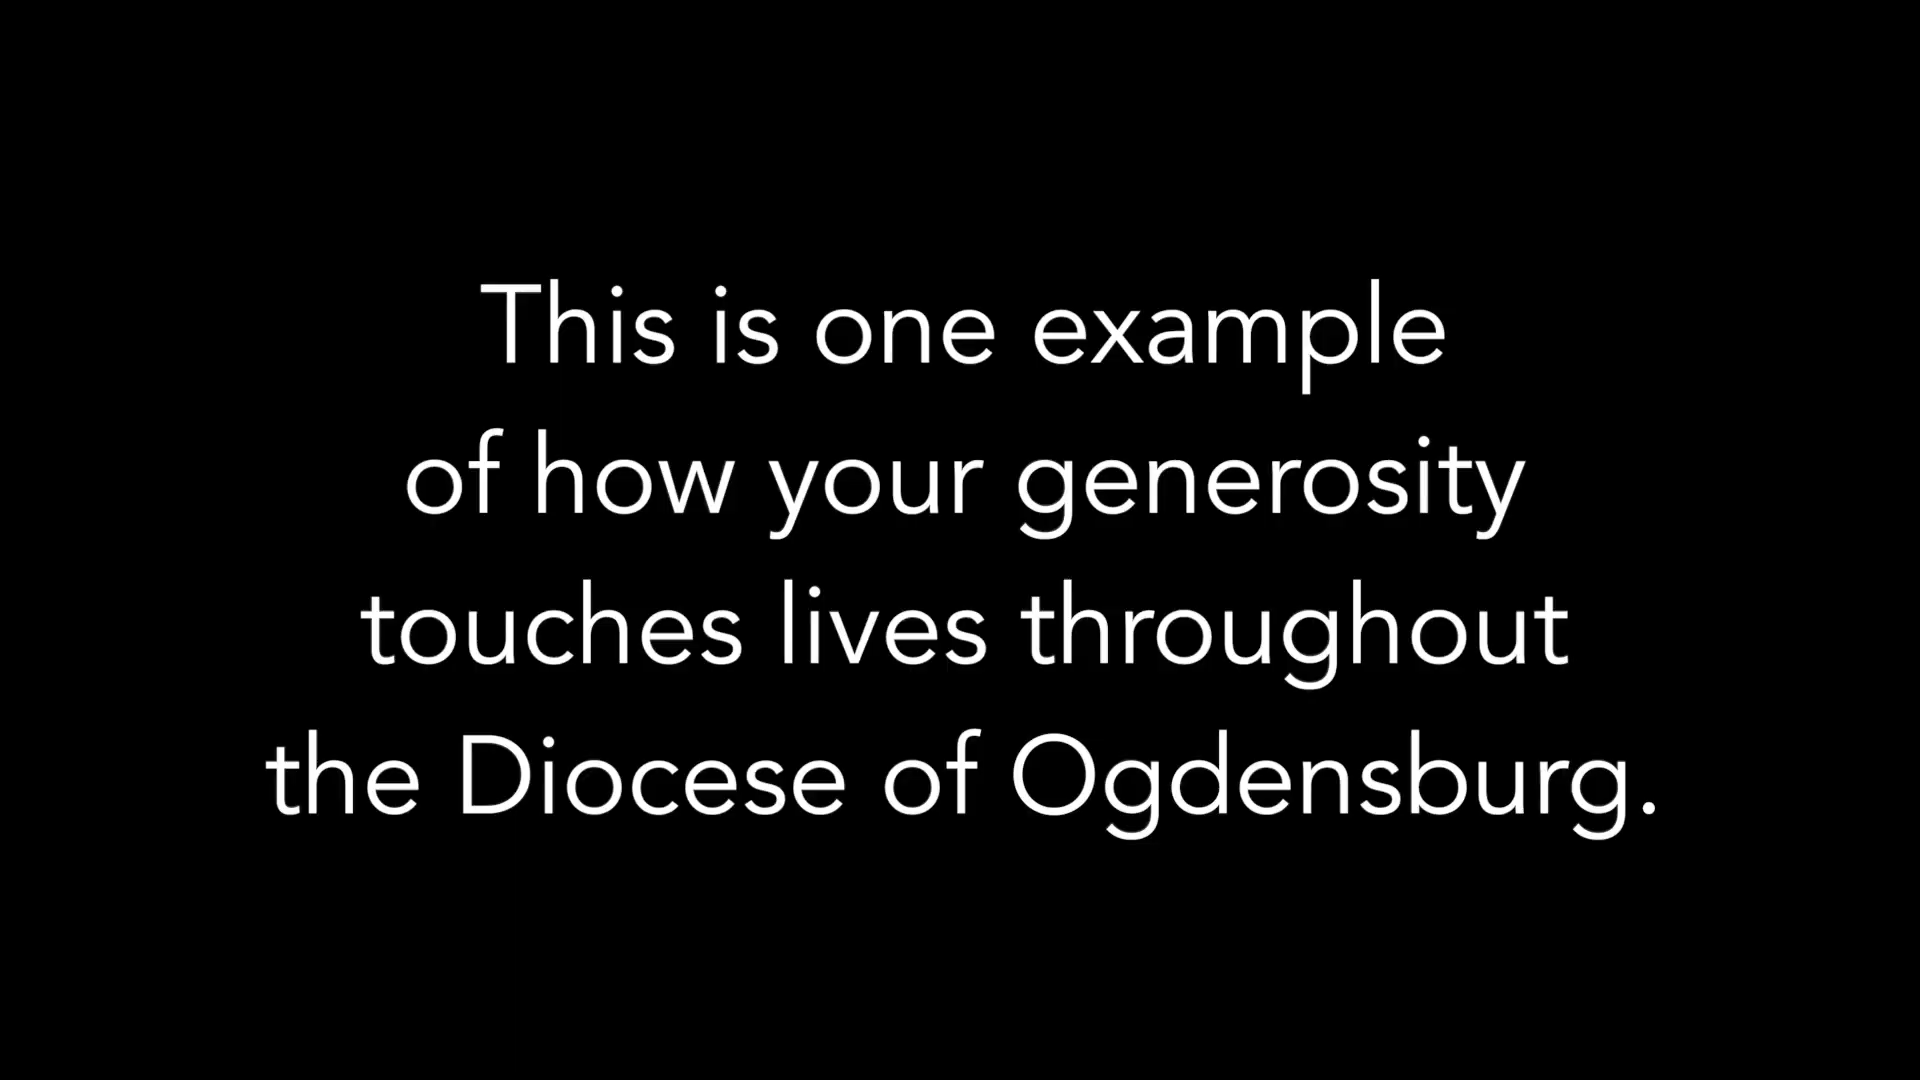 This is one example
of how your generosity
touches lives throughout
the Diocese of Ogdensburg.